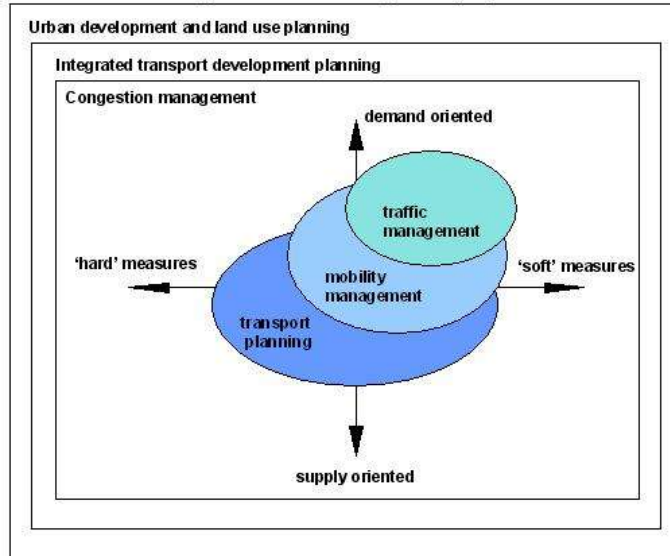 Urban development and land use planning
Integrated transport development planning
Congestion management
demand oriented
traffic
management
‘hard’ measures
‘soft’ measures
mobility
management
transport
planning
supply oriented